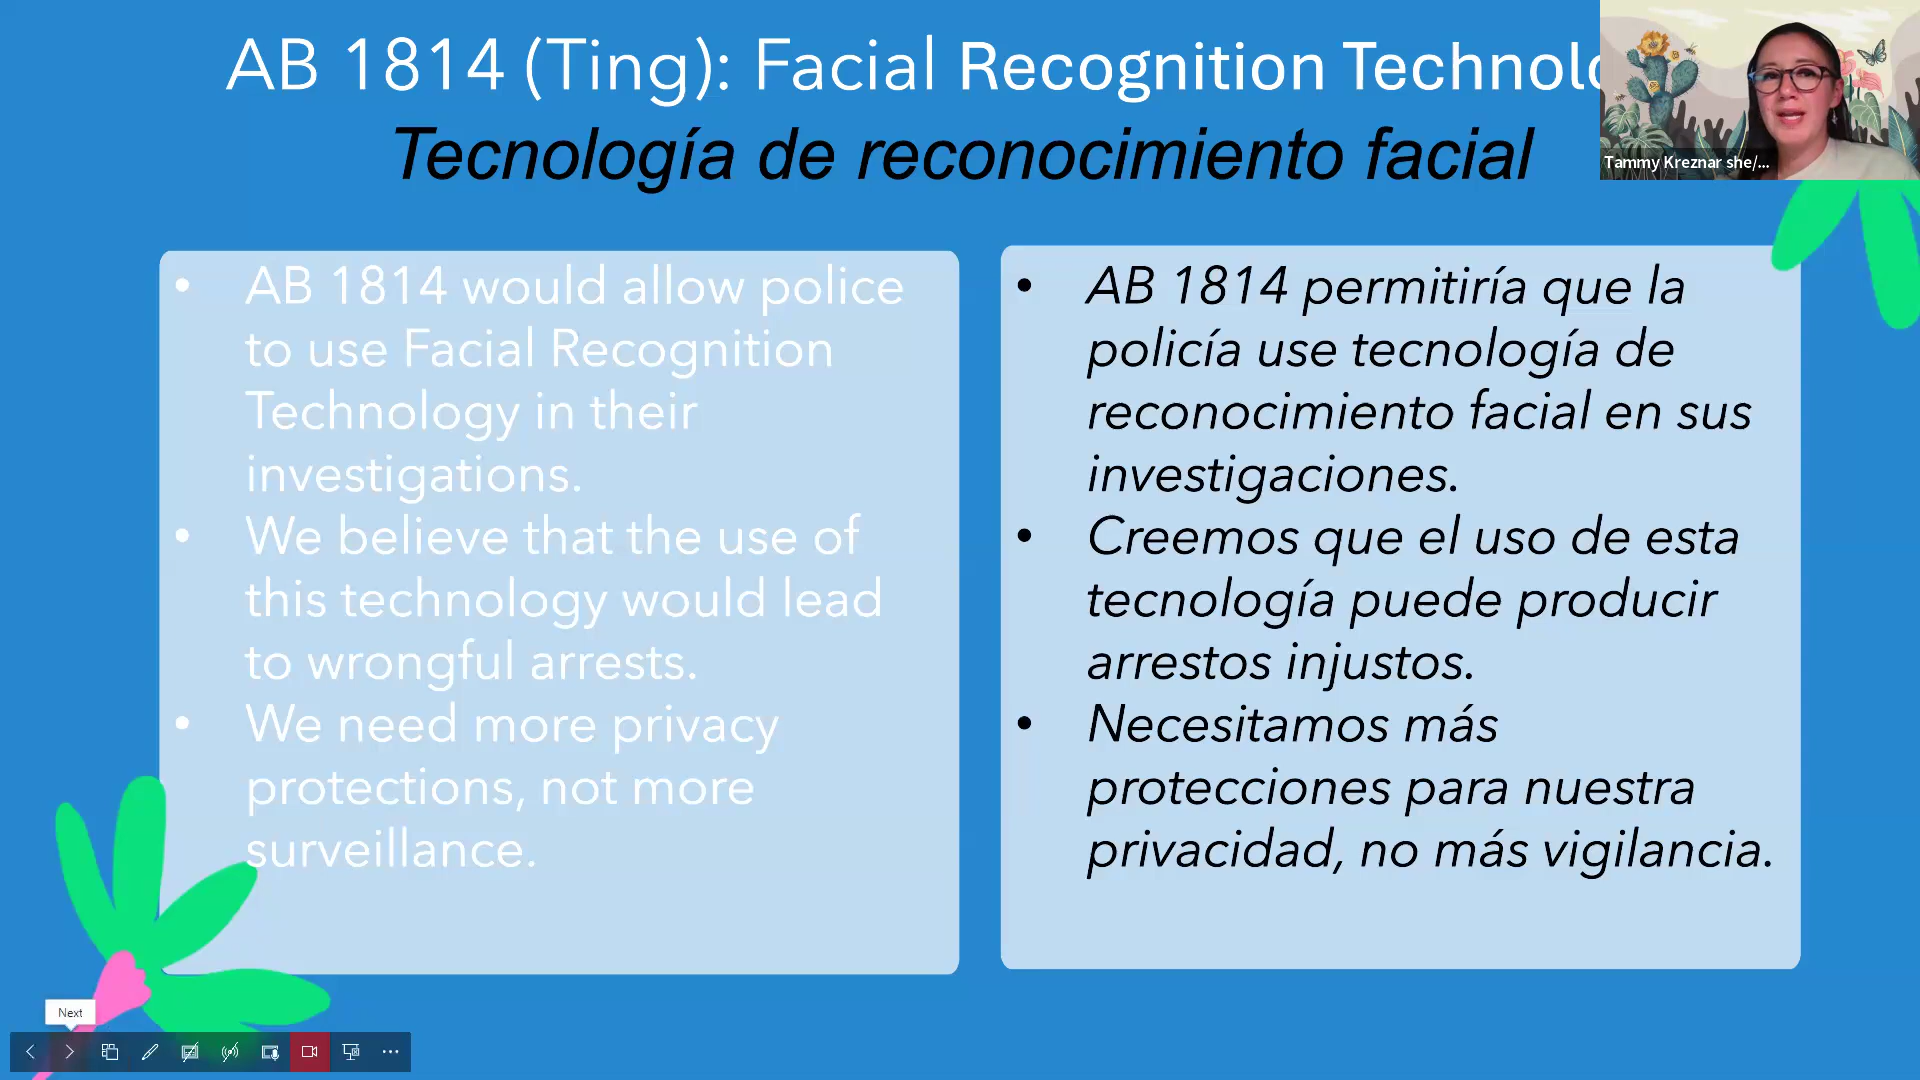 AB 1814 (Ting): Facial Recognition Technolo
Tecnología de reconocimiento facial
Tammy Kreznar she/...
• AB 1814 would allow police
to use Facial Recognition
Technology in their
investigations.
• We believe that the use of
this technology would lead
to wrongful arrests.
• We need more privacy
protections, not more
surveillance.
• AB 1814 permitiría que la
policía use tecnología de
reconocimiento facial en sus
investigaciones.
• Creemos que el uso de esta
tecnología puede producir
arrestos injustos.
• Necesitamos más
protecciones para nuestra
privacidad, no más vigilancia.
Next